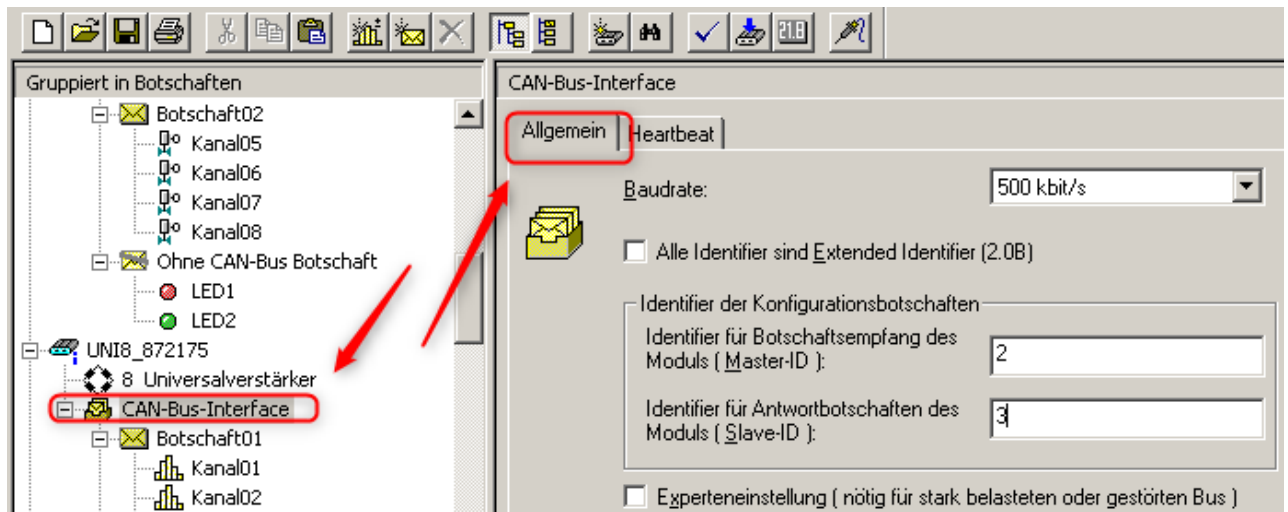 Gruppiert in Botschaften
Botschaft02
Kanal05
Kanal06
Kanal07
Kanal08
Ohne CAN-Bus Botschaft
LED1
LED2
UNI8_872175
8 Universalverstärker
CAN-Bus-Interface
Botschaft01
Kanal01
Kanal02
CAN-Bus-Interface
Allgemein
Heartbeat
Baudrate:
500 kbit/s
Alle Identifier sind Extended Identifier (2.0B)
Identifier der Konfigurationsbotschaften
Identifier für Botschaftsempfang des
Moduls ( Master-ID ):
2
Identifier für Antwortbotschaften des
Moduls ( Slave-ID ):
3
Experteneinstellung ( nötig für stark belasteten oder gestörten Bus )